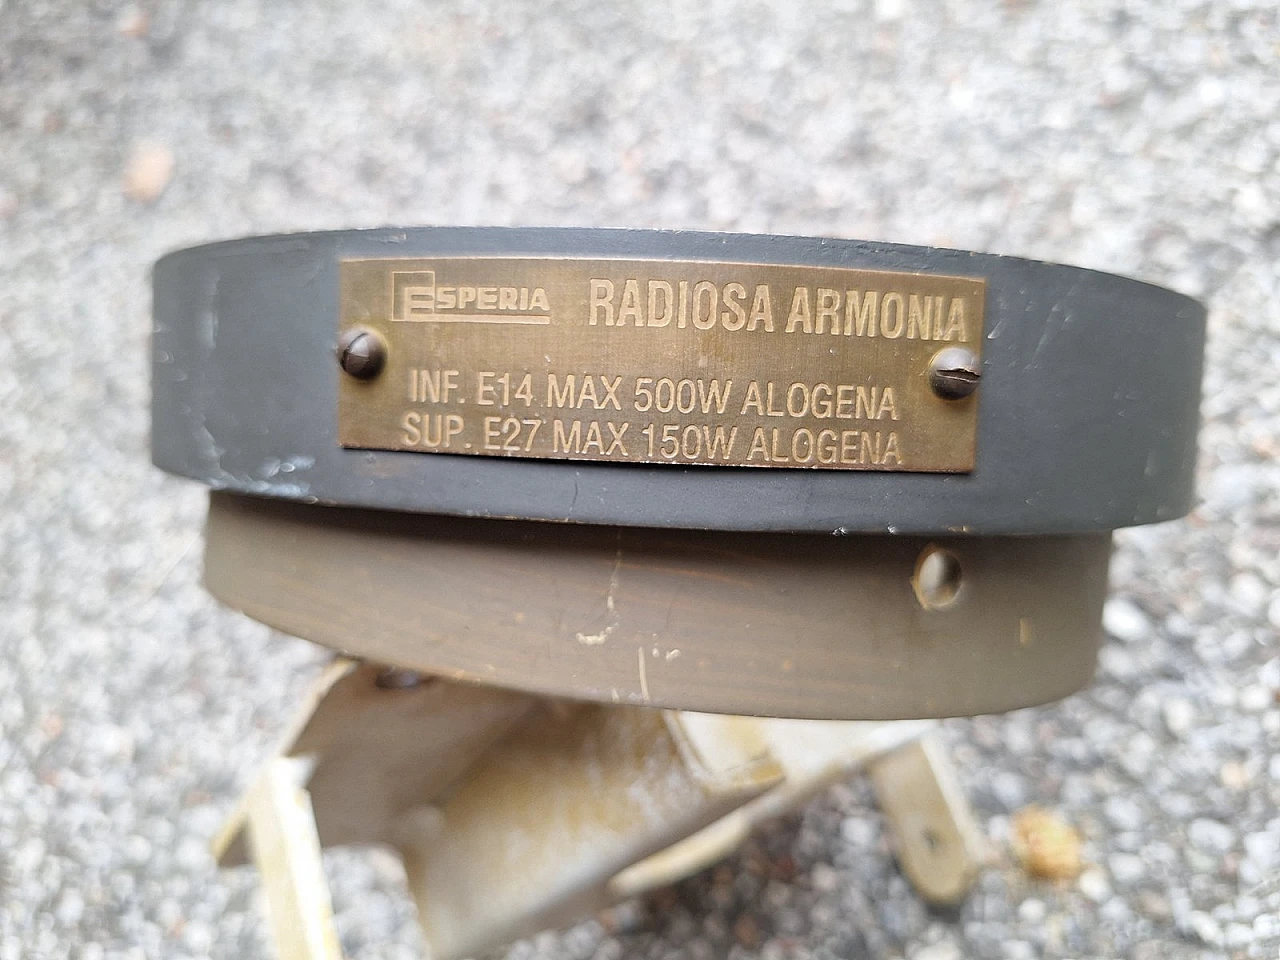 ESPERIA RADIOSA ARMONIA
INF. E14 MAX 500W ALOGENA
SUP. E27 MAX 150W ALOGENA